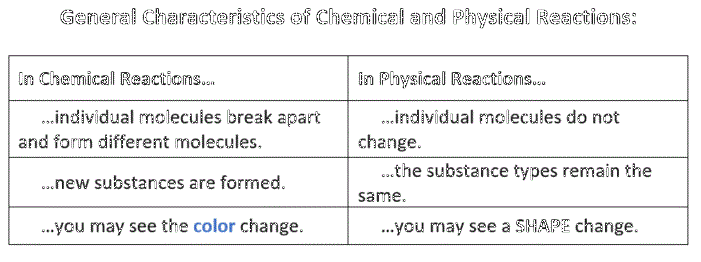 General Characteristics of Chemical and Physical Reactions:
In Chemical Reactions...
In Physical Reactions...
...individual molecules break apart
and form different molecules.
...individual molecules do not
change.
...new substances are formed.
...the substance types remain the
same.
...you may see the color change.
...you may see a SHAPE change.